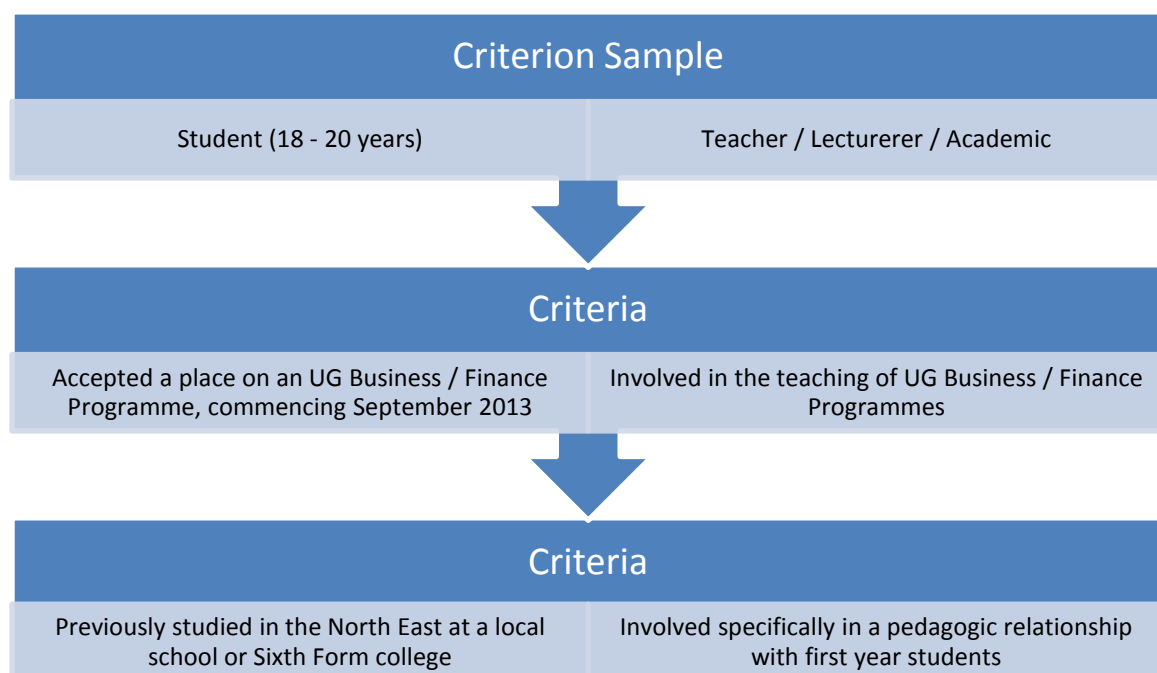 Criterion Sample
Student (18 - 20 years)
Teacher / Lecturerer / Academic
Criteria
Accepted a place on an UG Business / Finance
Programme, commencing September 2013
Involved in the teaching of UG Business / Finance
Programmes
Criteria
Previously studied in the North East at a local
school or Sixth Form college
Involved specifically in a pedagogic relationship
with first year students